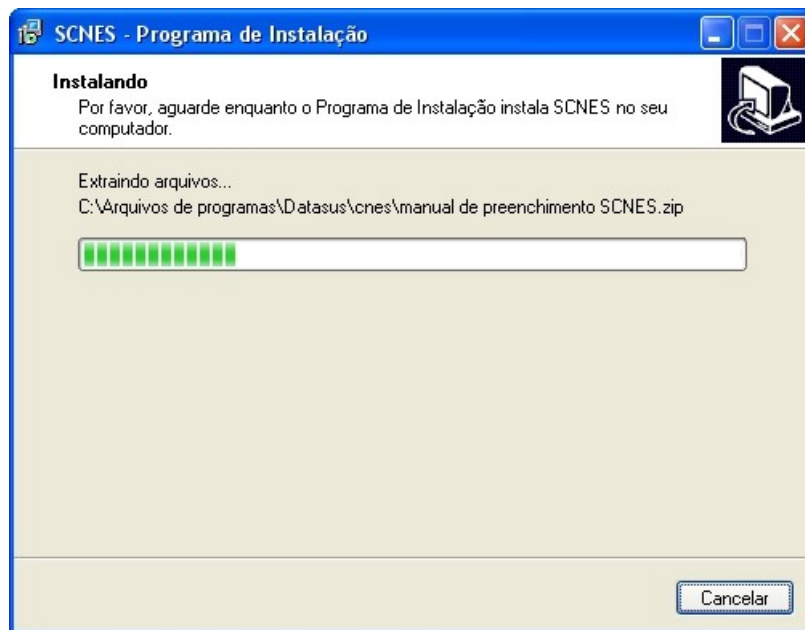 SCNES - Programa de Instalação
Instalando
Por favor, aguarde enquanto o Programa de Instalação instala SCNES no seu
computador.
Extraindo arquivos...
C:\Arquivos de programas\Datasus\cnes\manual de preenchimento SCNES.zip
Cancelar